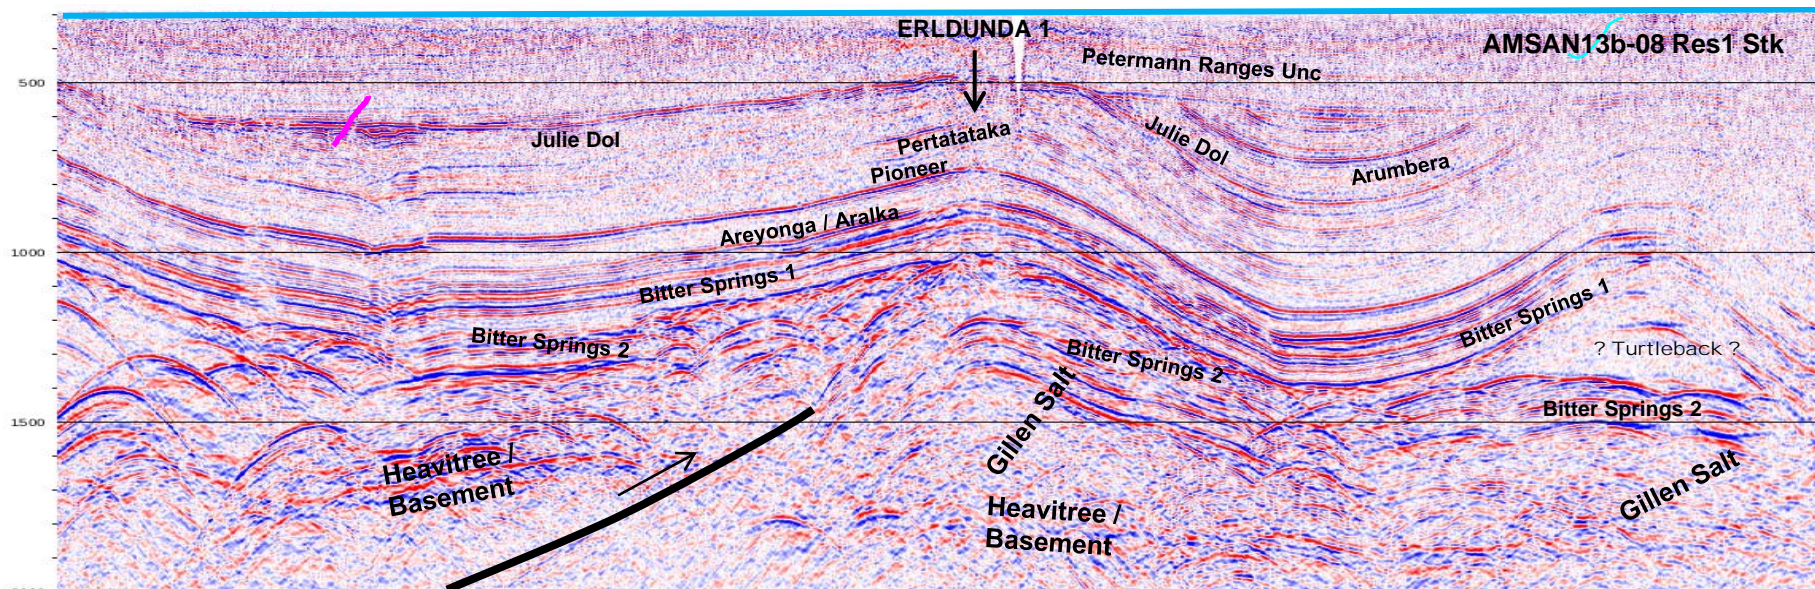 ERLDUNDA 1
AMSAN13b-08 Res1 Stk
Petermann Ranges Unc
500
Julie Dol
Pertatataka
Julie Dol
Pioneer
Arumbera
Areyonga / Aralka
1000
Bitter Springs 1
Bitter Springs 1
Bitter Springs 2
? Turtleback ?
Bitter Springs 2
Gillen Salt
Bitter Springs 2
1500
Heavitree /
Basement
Gillen Salt
Heavitree /
Basement